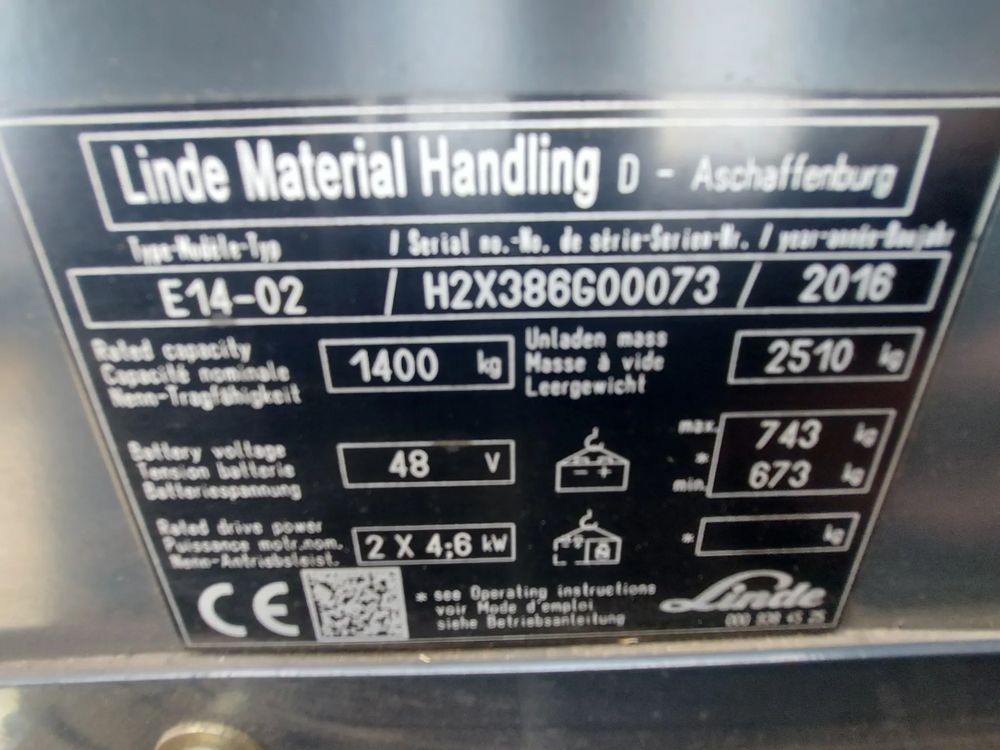 Linde Material Handling D - Aschaffenburg
Type-Modèle-Typ / Serial no.-No. de série-Serien-Nr. / year-année-Baujahr
E14-02 / H2X386G00073 / 2016
Rated capacity
Capacité nominale
Nenn-Tragfähigkeit
1400 kg
Unladen mass
Masse à vide
Leergewicht
2510 kg
Battery voltage
Tension batterie
Batteriespannung
48 V
- +
max. 743 kg
*
min. 673 kg
Rated drive power
Puissance motr.nom.
Nenn-Antriebsleist.
2 X 4,6 kW
* kg
CE
* see Operating instructions
voir Mode d'emploi
siehe Betriebsanleitung
Linde